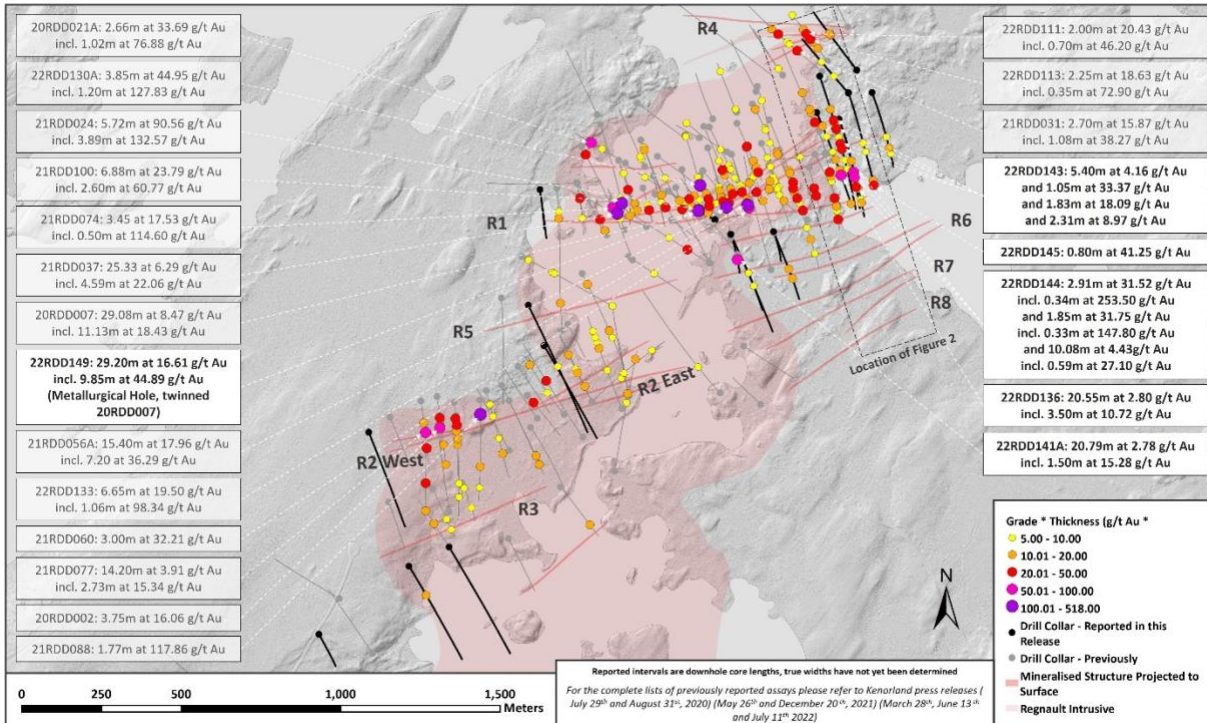 20RDD021A: 2.66m at 33.69 g/t Au
incl. 1.02m at 76.88 g/t Au
22RDD130A: 3.85m at 44.95 g/t Au
incl. 1.20m at 127.83 g/t Au
21RDD024: 5.72m at 90.56 g/t Au
incl. 3.89m at 132.57 g/t Au
21RDD100: 6.88m at 23.79 g/t Au
incl. 2.60m at 60.77 g/t Au
21RDD074: 3.45 at 17.53 g/t Au
incl. 0.50m at 114.60 g/t Au
21RDD037: 25.33 at 6.29 g/t Au
incl. 4.59m at 22.06 g/t Au
20RDD007: 29.08m at 8.47 g/t Au
incl. 11.13m at 18.43 g/t Au
22RDD149: 29.20m at 16.61 g/t Au
incl. 9.85m at 44.89 g/t Au
(Metallurgical Hole, twinned
20RDD007)
21RDD056A: 15.40m at 17.96 g/t Au
incl. 7.20 at 36.29 g/t Au
22RDD133: 6.65m at 19.50 g/t Au
incl. 1.06m at 98.34 g/t Au
21RDD060: 3.00m at 32.21 g/t Au
21RDD077: 14.20m at 3.91 g/t Au
incl. 2.73m at 15.34 g/t Au
20RDD002: 3.75m at 16.06 g/t Au
21RDD088: 1.77m at 117.86 g/t Au
R4
R1
R6
R7
R8
Location of Figure 2
R5
R2 East
R2 West
R3
22RDD111: 2.00m at 20.43 g/t Au
incl. 0.70m at 46.20 g/t Au
22RDD113: 2.25m at 18.63 g/t Au
incl. 0.35m at 72.90 g/t Au
21RDD031: 2.70m at 15.87 g/t Au
incl. 1.08m at 38.27 g/t Au
22RDD143: 5.40m at 4.16 g/t Au
and 1.05m at 33.37 g/t Au
and 1.83m at 18.09 g/t Au
and 2.31m at 8.97 g/t Au
22RDD145: 0.80m at 41.25 g/t Au
22RDD144: 2.91m at 31.52 g/t Au
incl. 0.34m at 253.50 g/t Au
and 1.85m at 31.75 g/t Au
incl. 0.33m at 147.80 g/t Au
and 10.08m at 4.43g/t Au
incl. 0.59m at 27.10 g/t Au
22RDD136: 20.55m at 2.80 g/t Au
incl. 3.50m at 10.72 g/t Au
22RDD141A: 20.79m at 2.78 g/t Au
incl. 1.50m at 15.28 g/t Au
N
Grade * Thickness (g/t Au *
5.00 - 10.00
10.01 - 20.00
20.01 - 50.00
50.01 - 100.00
100.01 - 518.00
Drill Collar - Reported in this
Release
Drill Collar - Previously
Mineralised Structure Projected to
Surface
Regnault Intrusive
0 250 500 1,000 1,500
Meters
Reported intervals are downhole core lengths, true widths have not yet been determined
For the complete lists of previously reported assays please refer to Kenorland press releases (
July 29th and August 31st, 2020) (May 26th and December 20th, 2021) (March 28th, June 13th
and July 11th 2022)